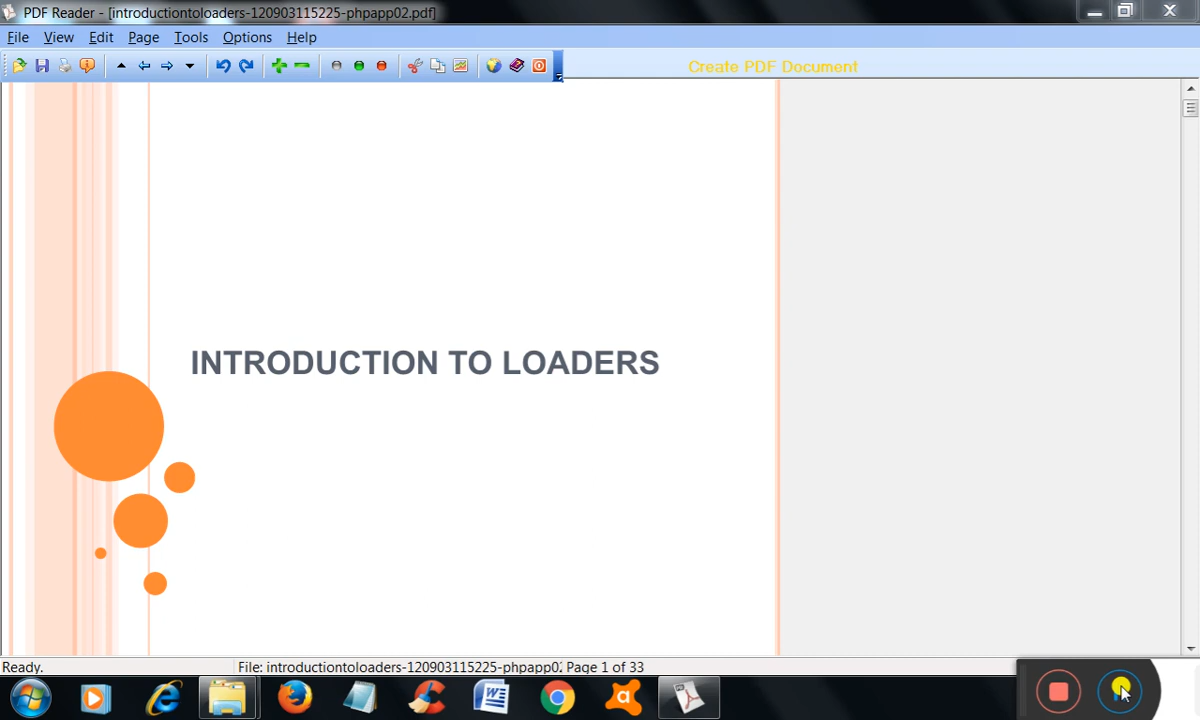 PDF Reader - [introductiontoloaders-120903115225-phpapp02.pdf]
File View Edit Page Tools Options Help
Create PDF Document
INTRODUCTION TO LOADERS
Ready. File: introductiontoloaders-120903115225-phpapp02 Page 1 of 33